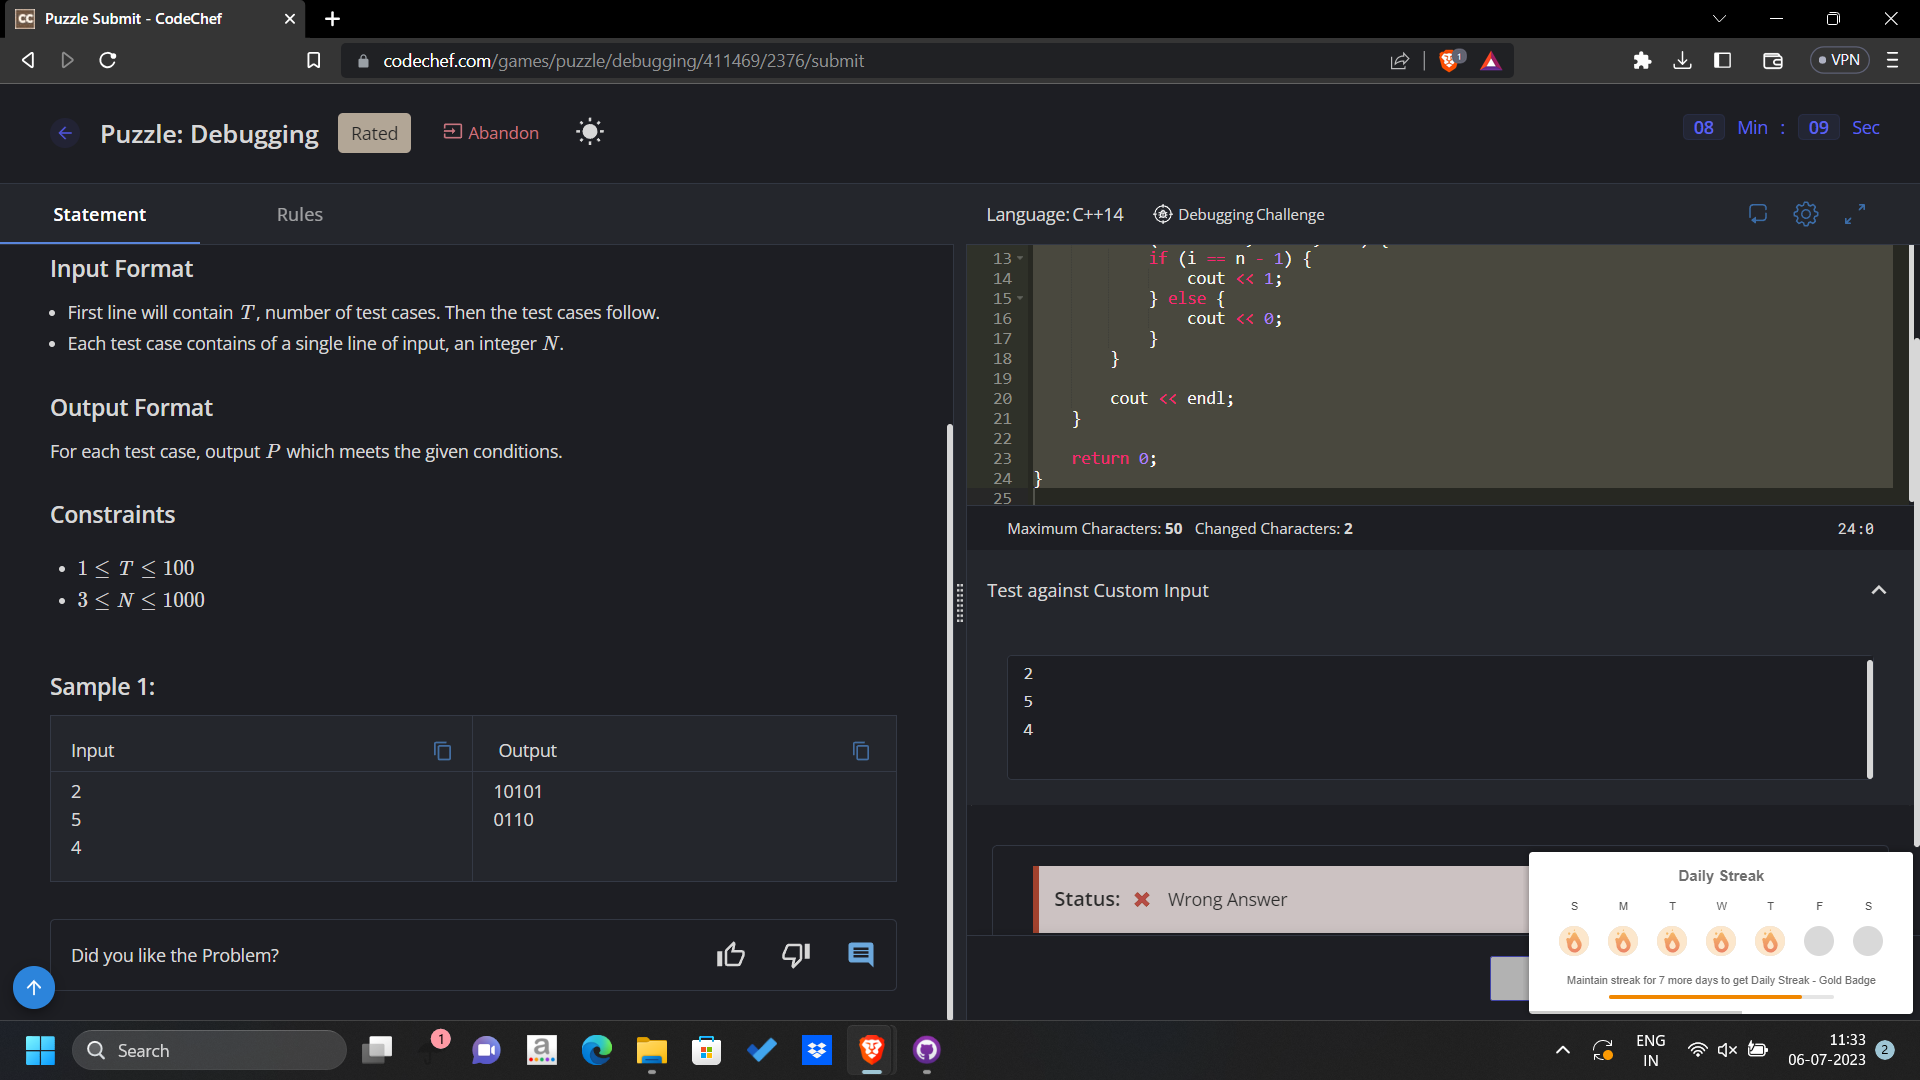 CC Puzzle Submit - CodeChef
codechef.com/games/puzzle/debugging/411469/2376/submit
1
VPN
Puzzle: Debugging
Rated
Abandon
08 Min : 09 Sec
Statement
Rules
Input Format
• First line will contain T, number of test cases. Then the test cases follow.
• Each test case contains of a single line of input, an integer N.
Output Format
For each test case, output P which meets the given conditions.
Constraints
• 1 ≤ T ≤ 100
• 3 ≤ N ≤ 1000
Sample 1:
Input
Output
2
5
4
10101
0110
Did you like the Problem?
Language: C++14
Debugging Challenge
13 if (i == n - 1) {
14 cout << 1;
15 } else {
16 cout << 0;
17 }
18 }
19
20 cout << endl;
21 }
22
23 return 0;
24 }
25
Maximum Characters: 50 Changed Characters: 2
24:0
Test against Custom Input
2
5
4
Status: Wrong Answer
Daily Streak
S M T W T F S
Maintain streak for 7 more days to get Daily Streak - Gold Badge
Search
1
a
ENG
IN
11:33
06-07-2023
2